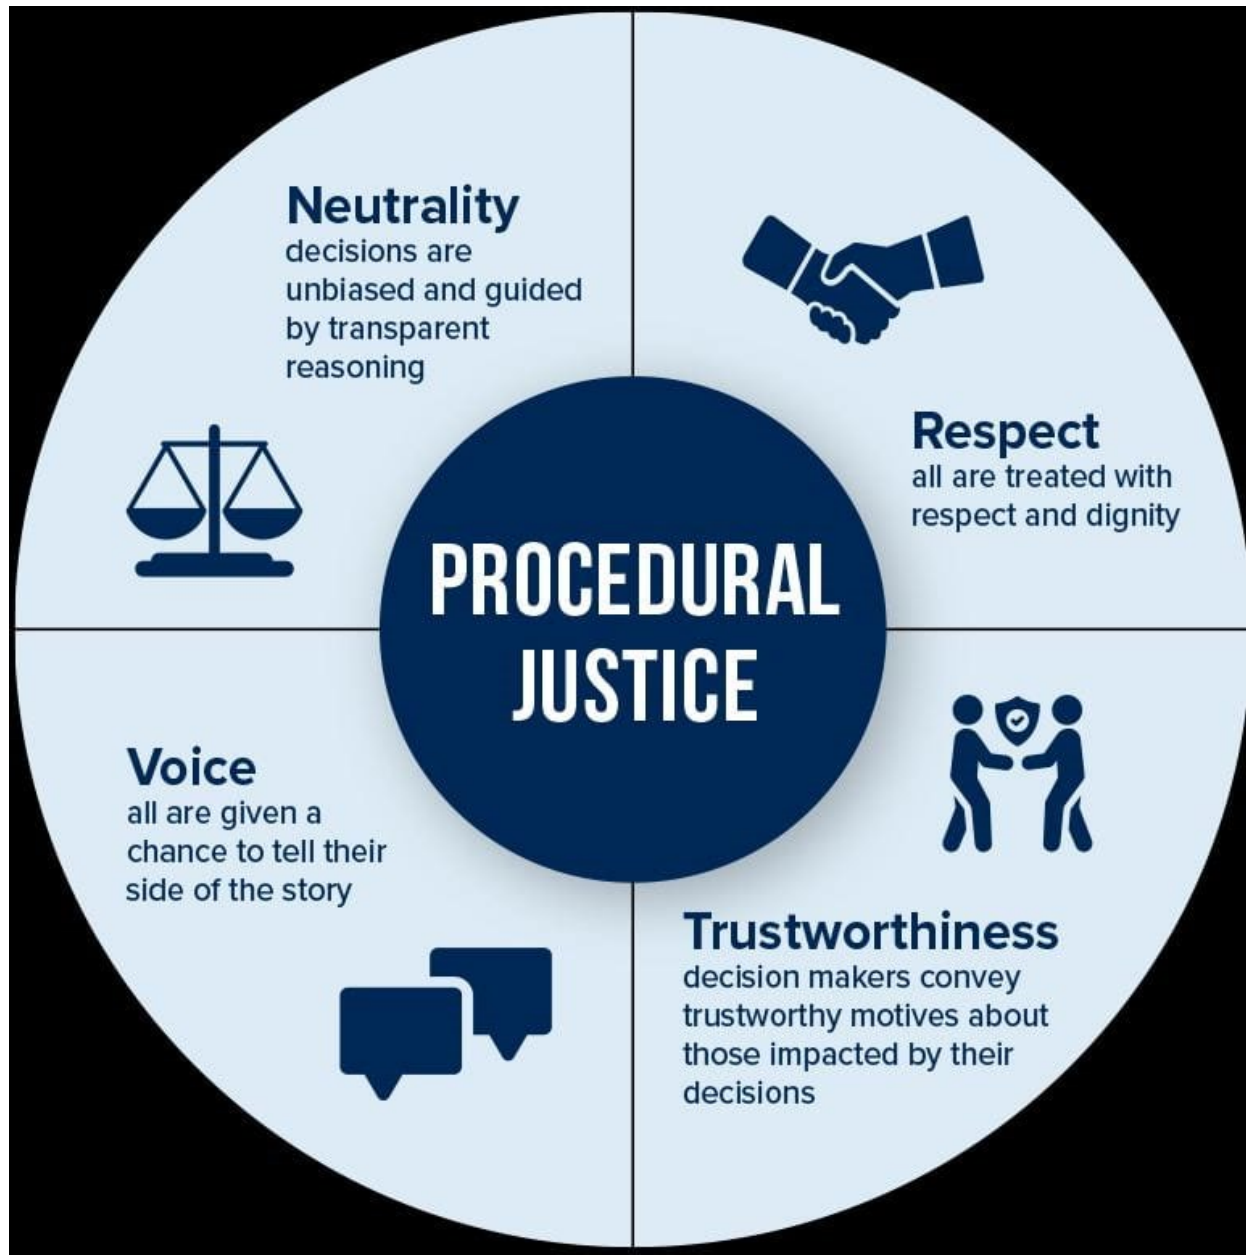 Neutrality
decisions are
unbiased and guided
by transparent
reasoning
Respect
all are treated with
respect and dignity
PROCEDURAL
JUSTICE
Voice
all are given a
chance to tell their
side of the story
Trustworthiness
decision makers convey
trustworthy motives about
those impacted by their
decisions